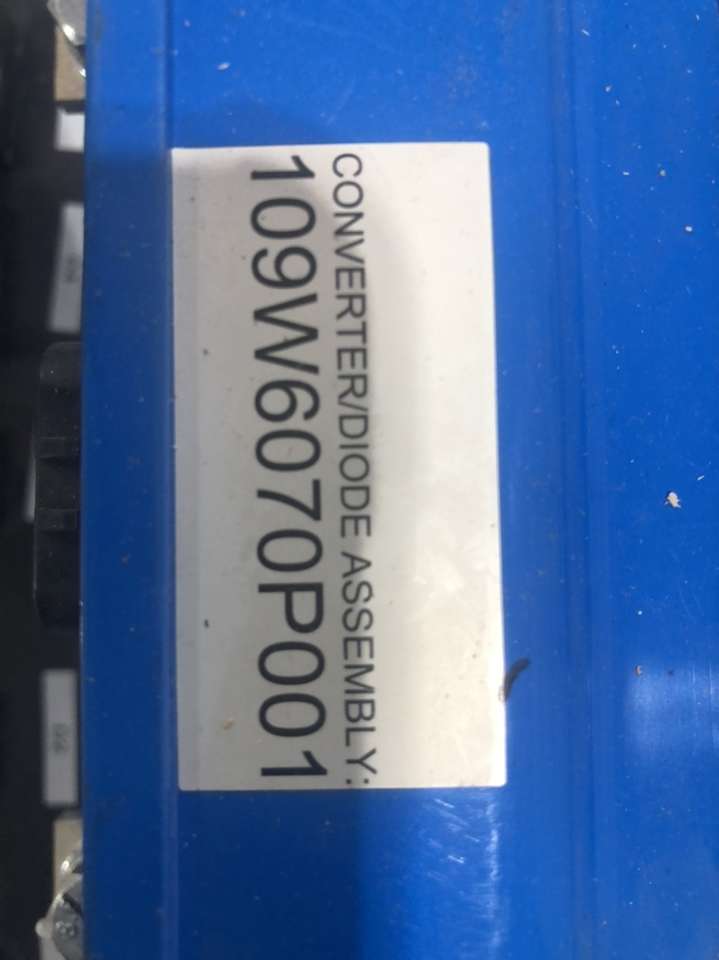 CONVERTER/DIODE ASSEMBLY:
109W6070P001